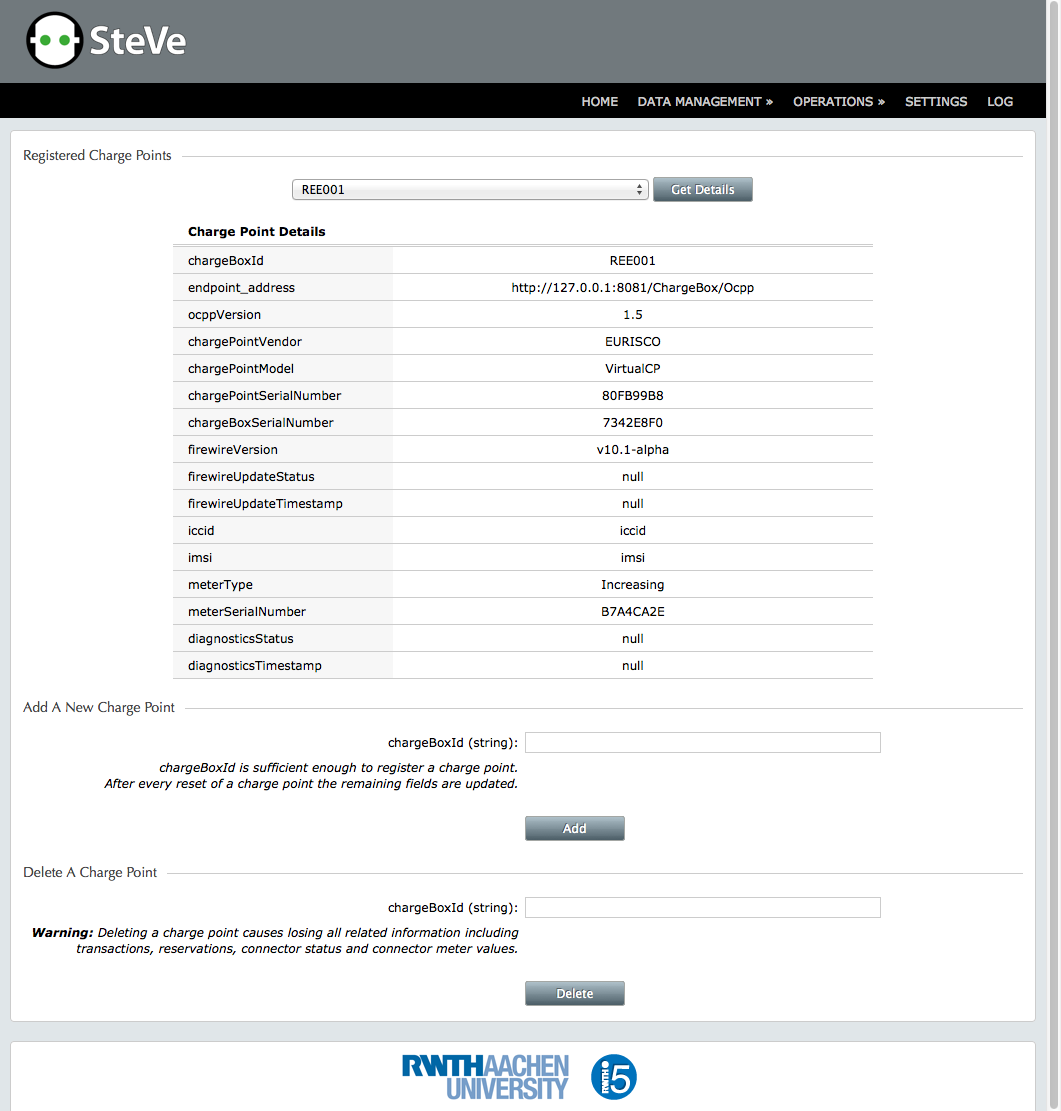 SteVe
HOME DATA MANAGEMENT » OPERATIONS » SETTINGS LOG
Registered Charge Points
REE001 Get Details
Charge Point Details
chargeBoxId REE001
endpoint_address http://127.0.0.1:8081/ChargeBox/Ocpp
ocppVersion 1.5
chargePointVendor EURISCO
chargePointModel VirtualCP
chargePointSerialNumber 80FB99B8
chargeBoxSerialNumber 7342E8F0
firewireVersion v10.1-alpha
firewireUpdateStatus null
firewireUpdateTimestamp null
iccid iccid
imsi imsi
meterType Increasing
meterSerialNumber B7A4CA2E
diagnosticsStatus null
diagnosticsTimestamp null
Add A New Charge Point
chargeBoxId (string):
chargeBoxId is sufficient enough to register a charge point.
After every reset of a charge point the remaining fields are updated.
Add
Delete A Charge Point
chargeBoxId (string):
Warning: Deleting a charge point causes losing all related information including
transactions, reservations, connector status and connector meter values.
Delete
RWTHAACHEN
UNIVERSITY
RWTH i5